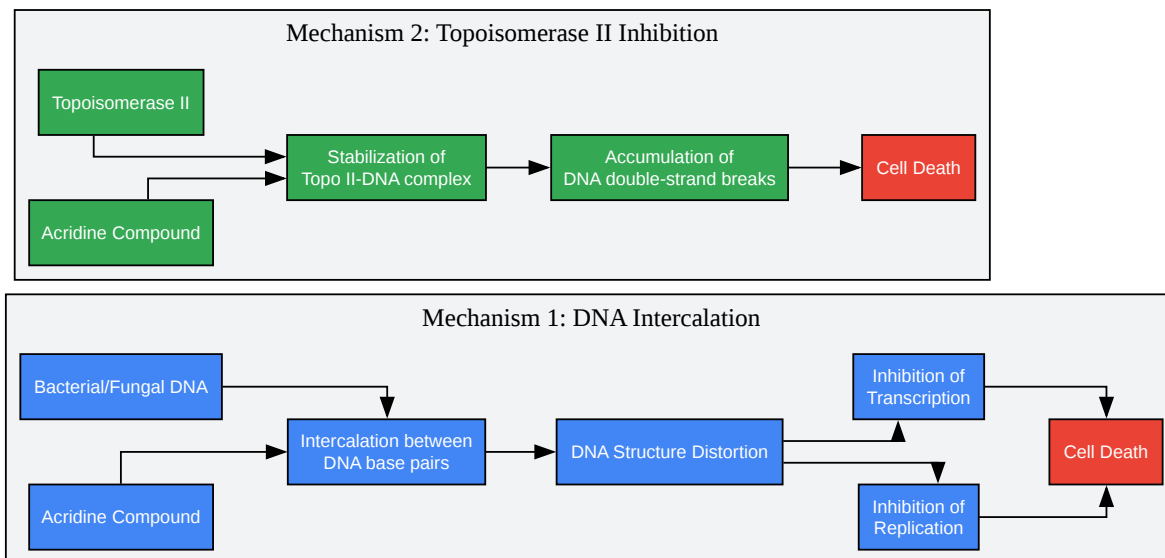 Mechanism 2: Topoisomerase II Inhibition
Topoisomerase II
Acridine Compound
Stabilization of
Topo II-DNA complex
Accumulation of
DNA double-strand breaks
Cell Death
Mechanism 1: DNA Intercalation
Bacterial/Fungal DNA
Acridine Compound
Intercalation between
DNA base pairs
DNA Structure Distortion
Inhibition of
Transcription
Inhibition of
Replication
Cell Death